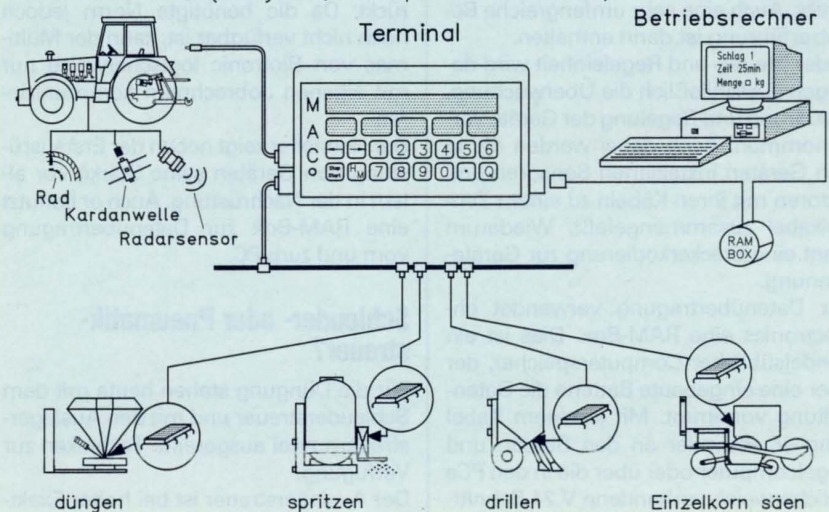 Terminal
Betriebsrechner
Schlag 1
Zeit 25min
Menge □ kg
M
A
C 1 2 3 4 5 6
7 8 9 0 Q
Rad
Kardanwelle
Radarsensor
RAM
BOX
düngen
spritzen
drillen
Einzelkorn säen